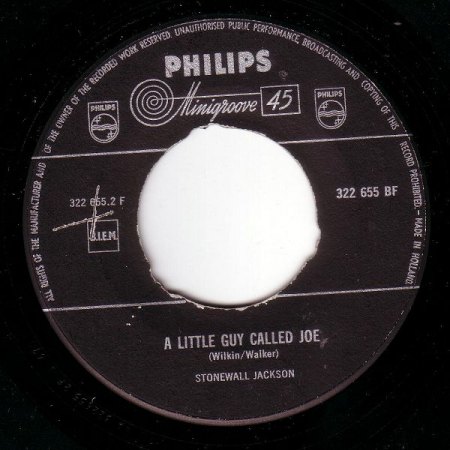 ALL RIGHTS OF THE MANUFACTURER AND OF THE OWNER OF THE RECORDED WORK RESERVED. UNAUTHORISED PUBLIC PERFORMANCE, BROADCASTING AND COPYING OF THIS RECORD PROHIBITED. - MADE IN HOLLAND
PHILIPS
Minigroove 45
PHILIPS
PHILIPS
322 655.2 F
322 655 BF
B.I.E.M.
A LITTLE GUY CALLED JOE
(Wilkin/Walker)
STONEWALL JACKSON